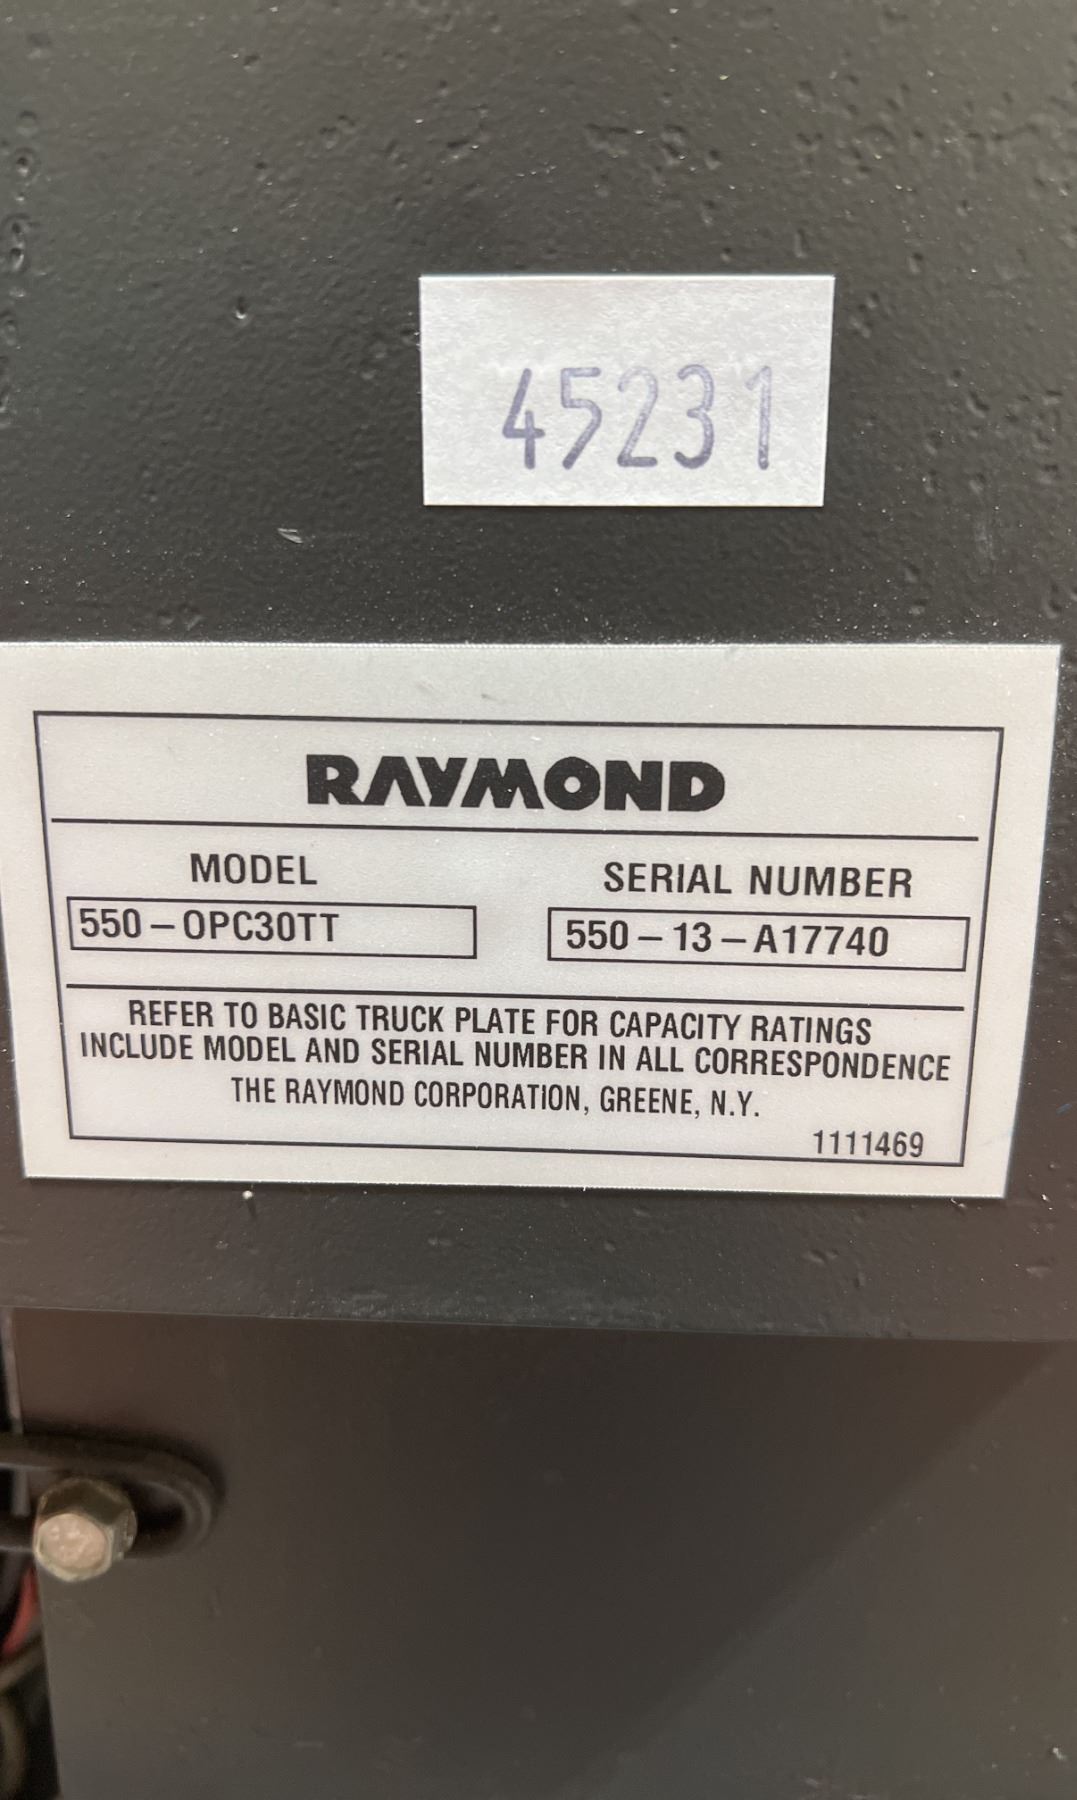 45231
RAYMOND
MODEL SERIAL NUMBER
550-OPC30TT 550-13-A17740
REFER TO BASIC TRUCK PLATE FOR CAPACITY RATINGS
INCLUDE MODEL AND SERIAL NUMBER IN ALL CORRESPONDENCE
THE RAYMOND CORPORATION, GREENE, N.Y.
1111469